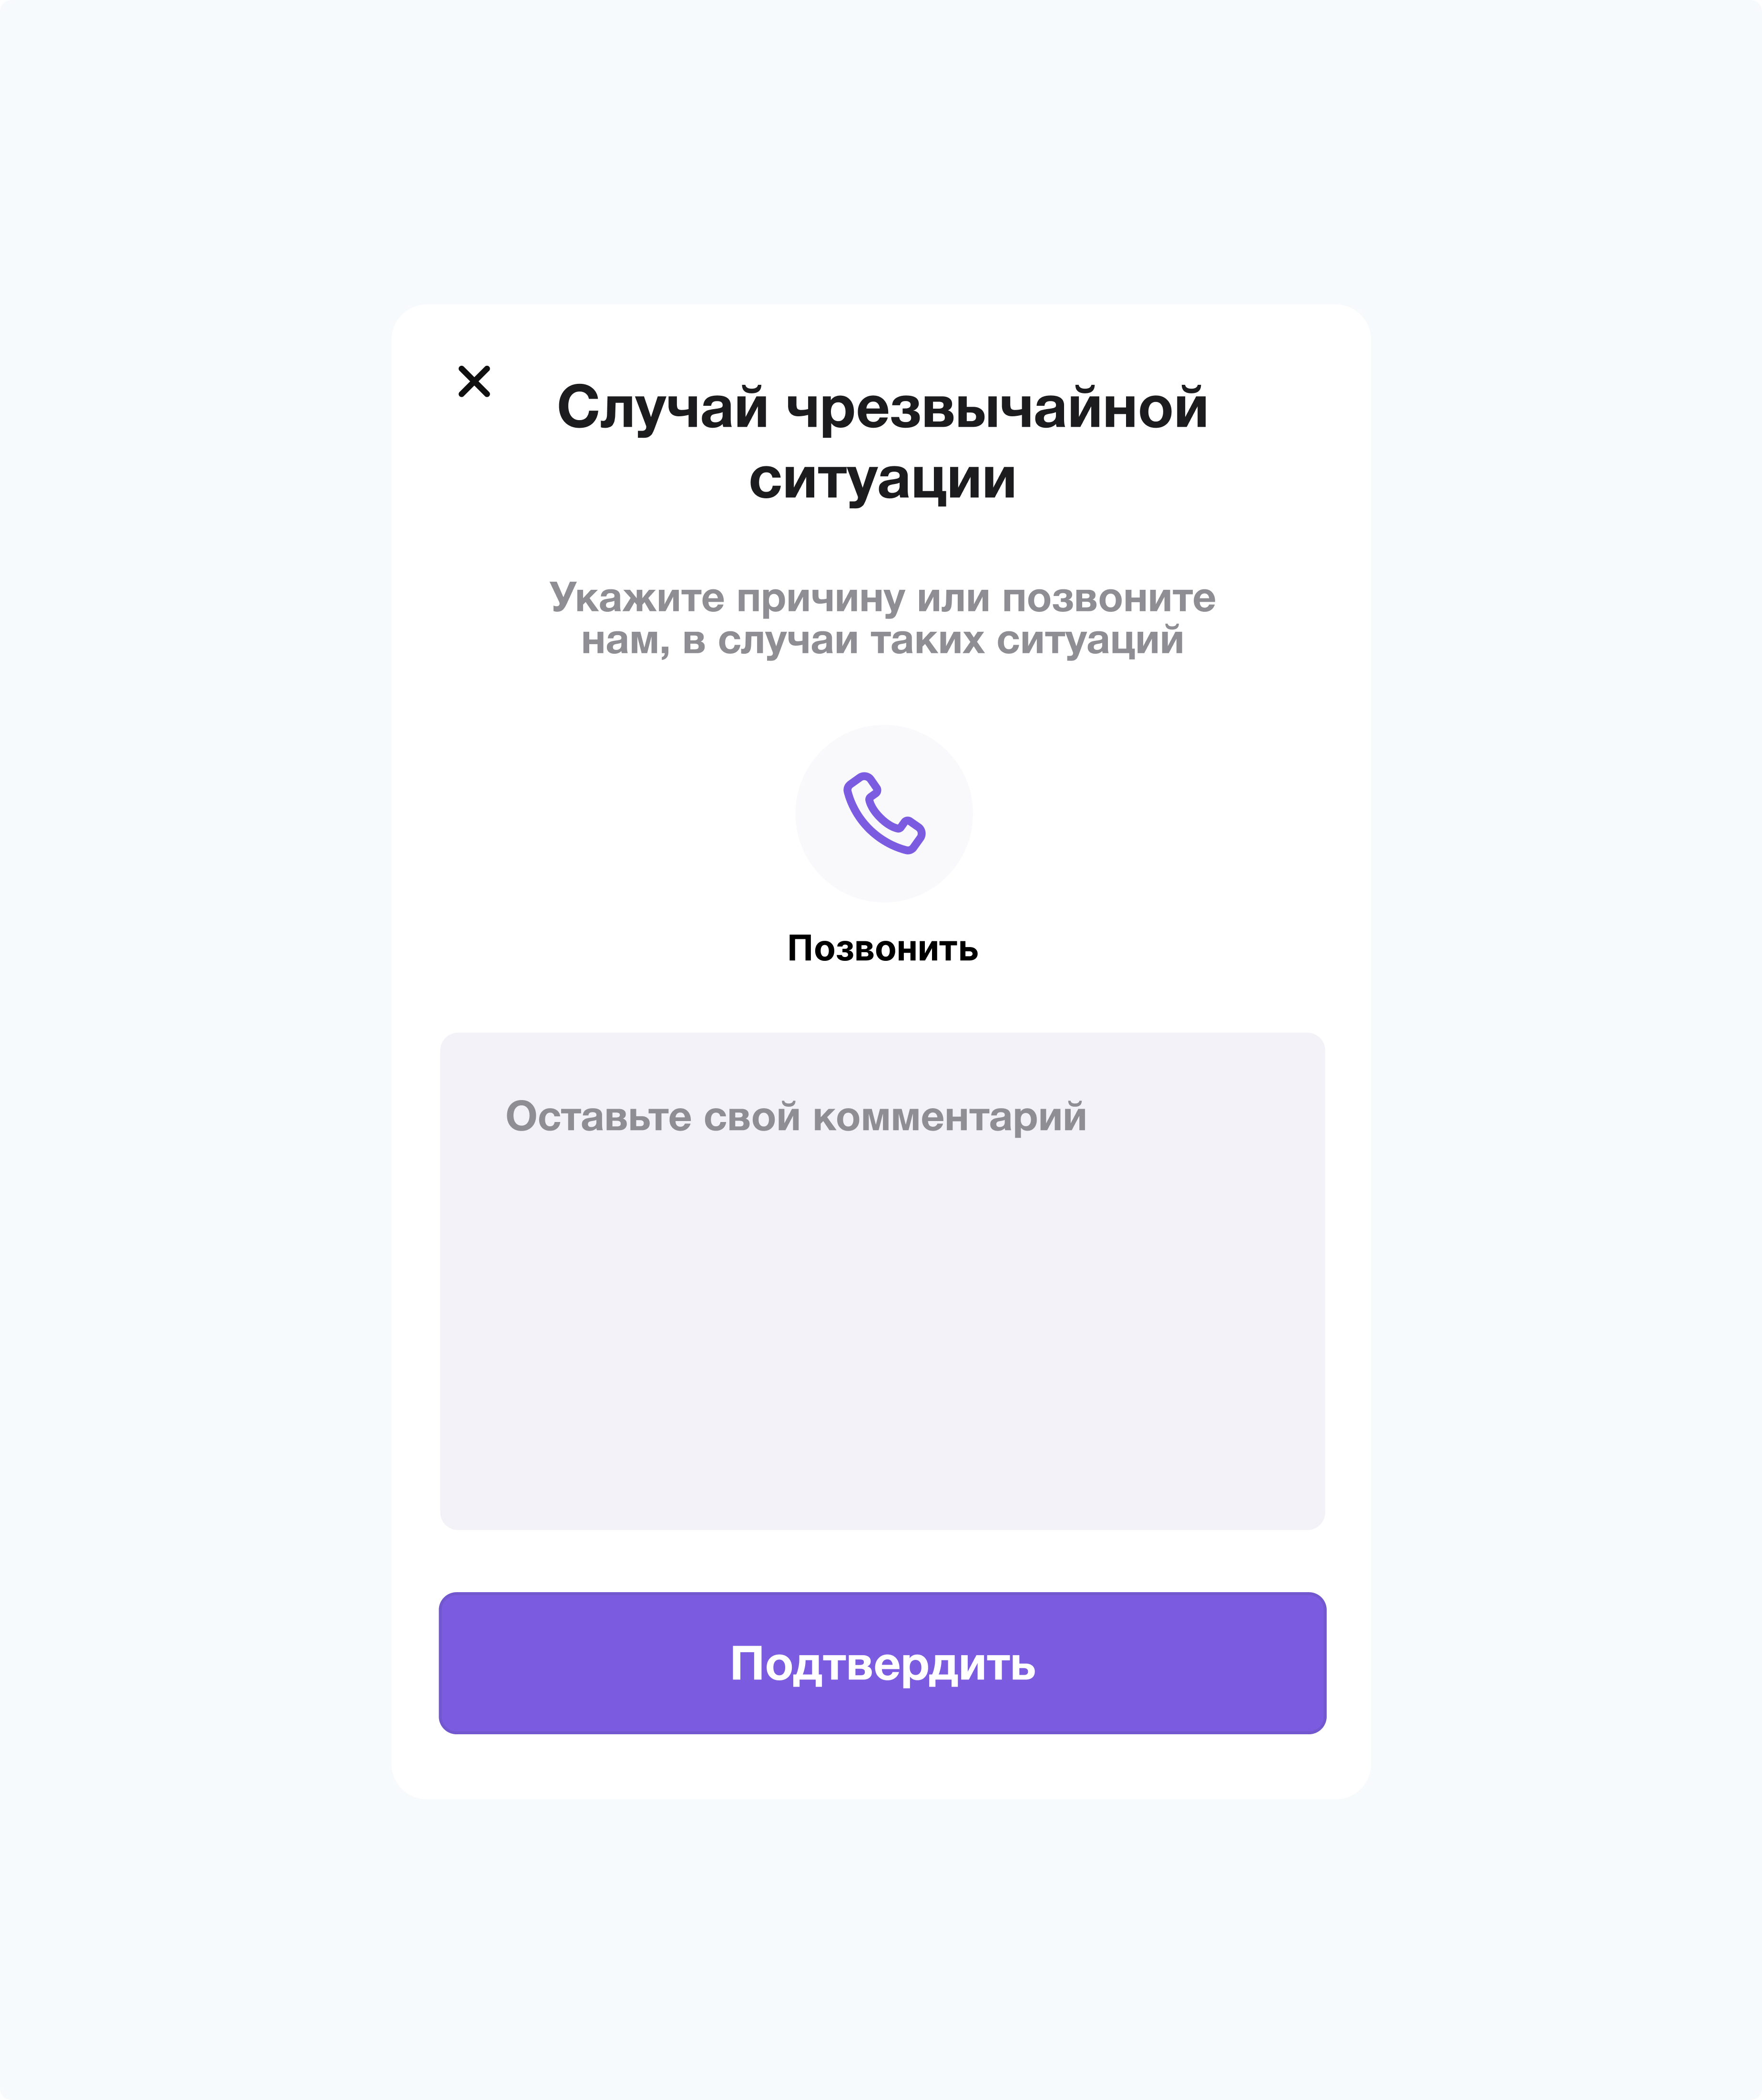 Случай чрезвычайной
ситуации
Укажите причину или позвоните
нам, в случаи таких ситуаций
Позвонить
Оставьте свой комментарий
Подтвердить